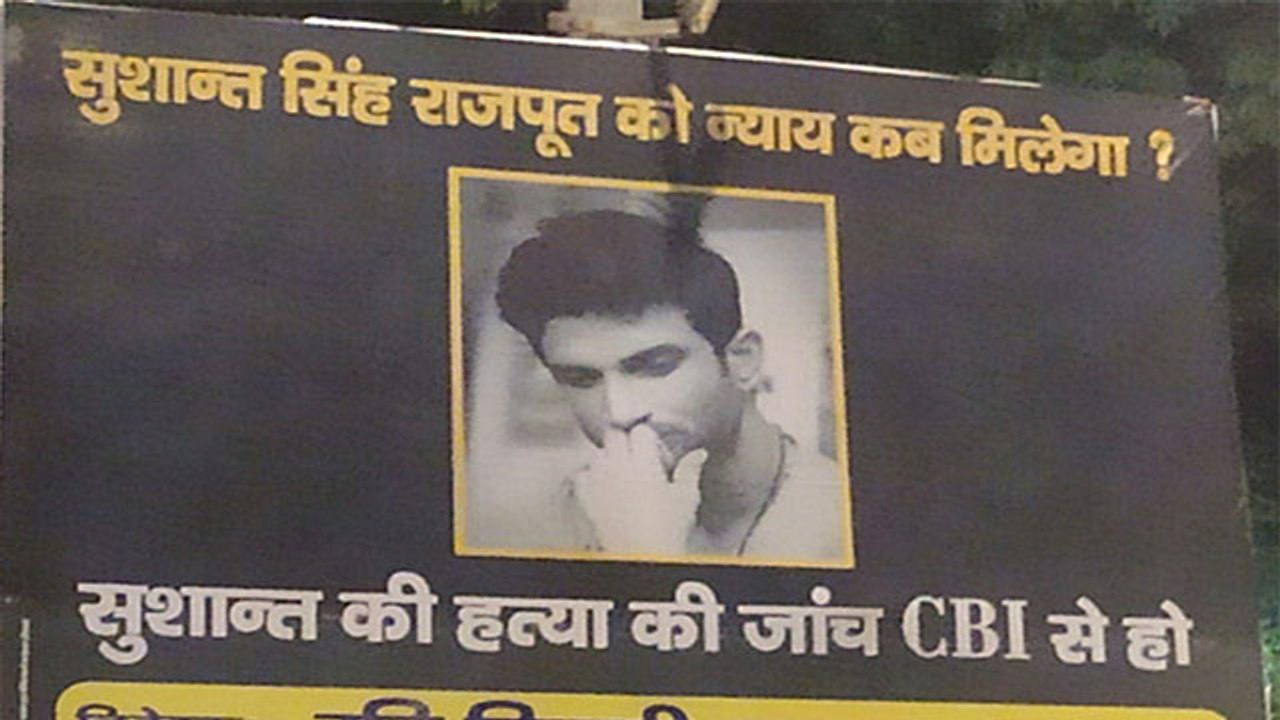 सुशान्त सिंह राजपूत को न्याय कब मिलेगा ?
सुशान्त की हत्या की जांच CBI से हो